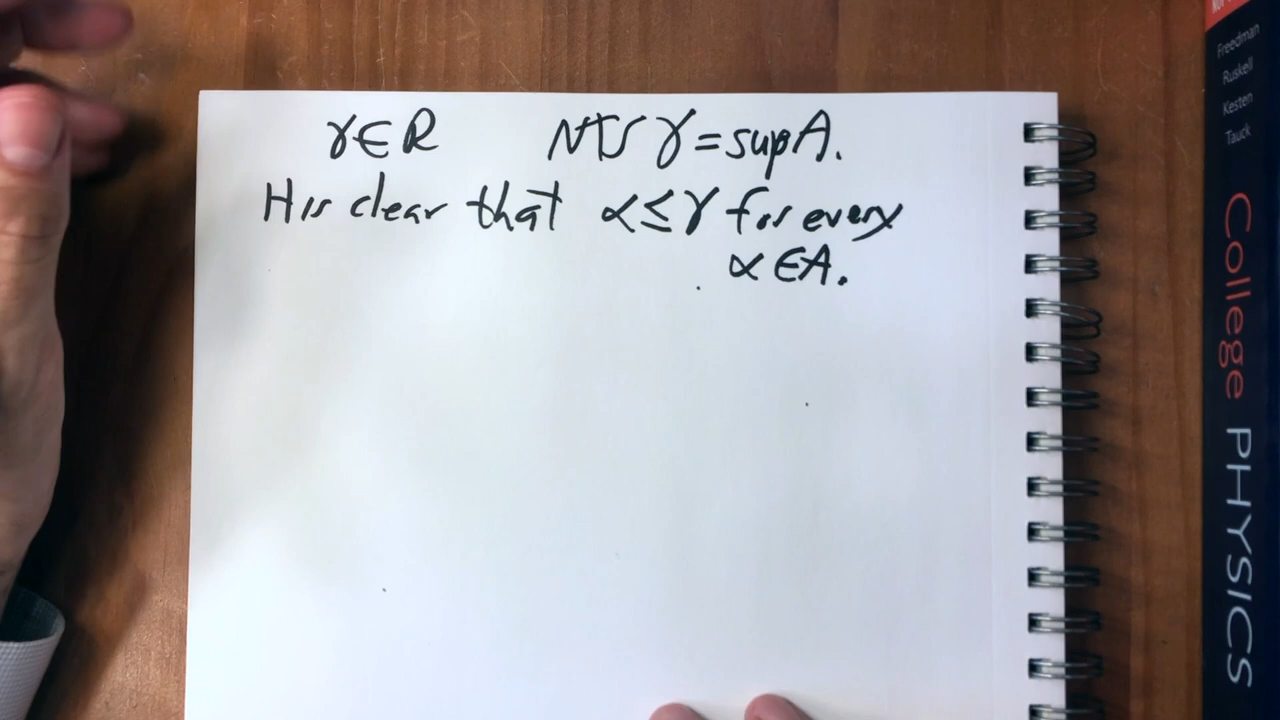 γ∈R NTS γ=supA.
It is clear that α≤γ for every
α∈A.
Freedman
Ruskell
Kesten
Tauck
College PHYSICS